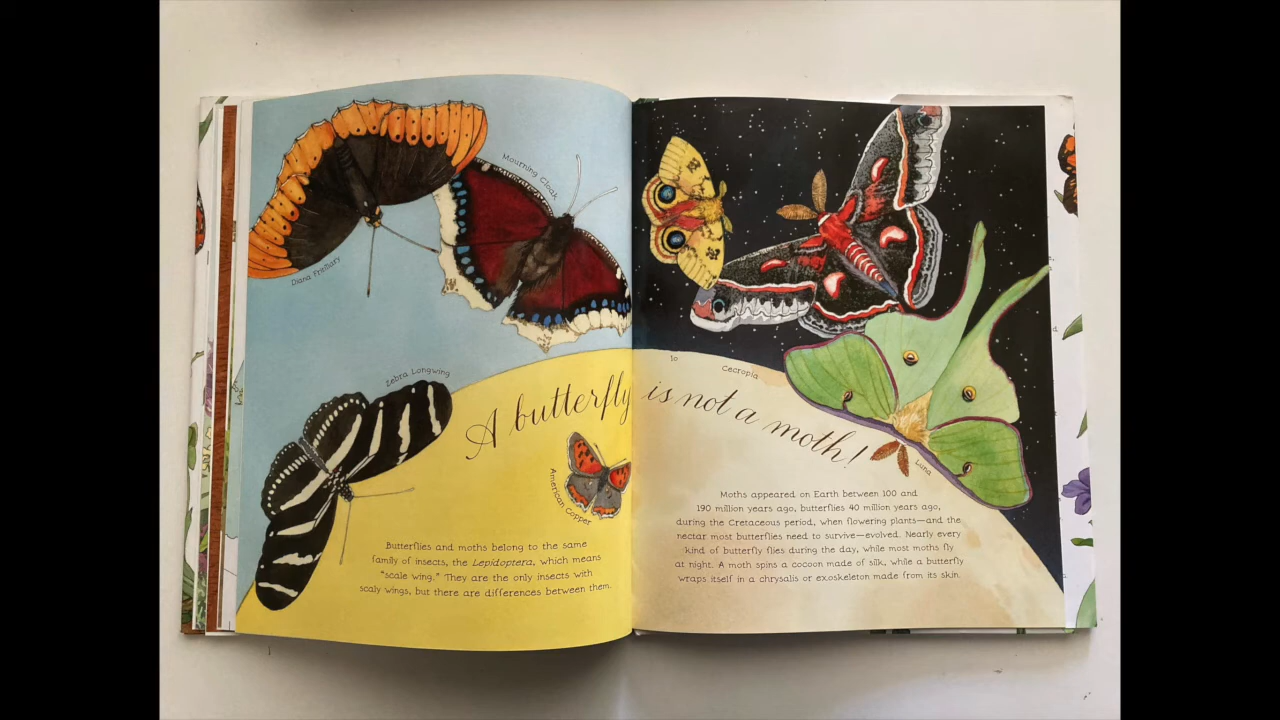 Mourning Cloak
Diana Fritillary
Zebra Longwing
A butterfly is not a moth!
American Copper
Butterflies and moths belong to the same
family of insects, the Lepidoptera, which means
"scale wing." They are the only insects with
scaly wings, but there are differences between them.
Io
Cecropia
Luna
Moths appeared on Earth between 100 and
190 million years ago, butterflies 40 million years ago,
during the Cretaceous period, when flowering plants—and the
nectar most butterflies need to survive—evolved. Nearly every
kind of butterfly flies during the day, while most moths fly
at night. A moth spins a cocoon made of silk, while a butterfly
wraps itself in a chrysalis or exoskeleton made from its skin.